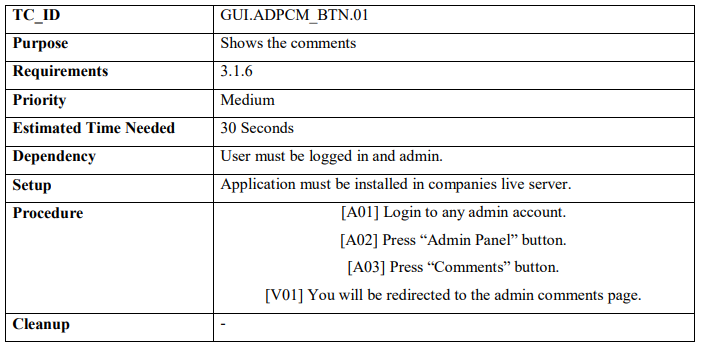 TC_ID GUI.ADPCM_BTN.01
Purpose Shows the comments
Requirements 3.1.6
Priority Medium
Estimated Time Needed 30 Seconds
Dependency User must be logged in and admin.
Setup Application must be installed in companies live server.
Procedure [A01] Login to any admin account.
[A02] Press “Admin Panel” button.
[A03] Press “Comments” button.
[V01] You will be redirected to the admin comments page.
Cleanup -